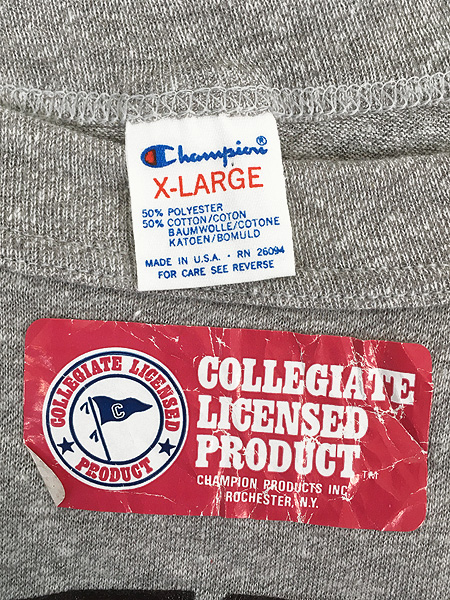 Champion®
X-LARGE
50% POLYESTER
50% COTTON/COTON
BAUMWOLLE/COTONE
KATOEN/BOMULD
MADE IN U.S.A. · RN 26094
FOR CARE SEE REVERSE
COLLEGIATE LICENSED
C
★ PRODUCT ★
COLLEGIATE
LICENSED
PRODUCT™
CHAMPION PRODUCTS INC.
ROCHESTER, N.Y.